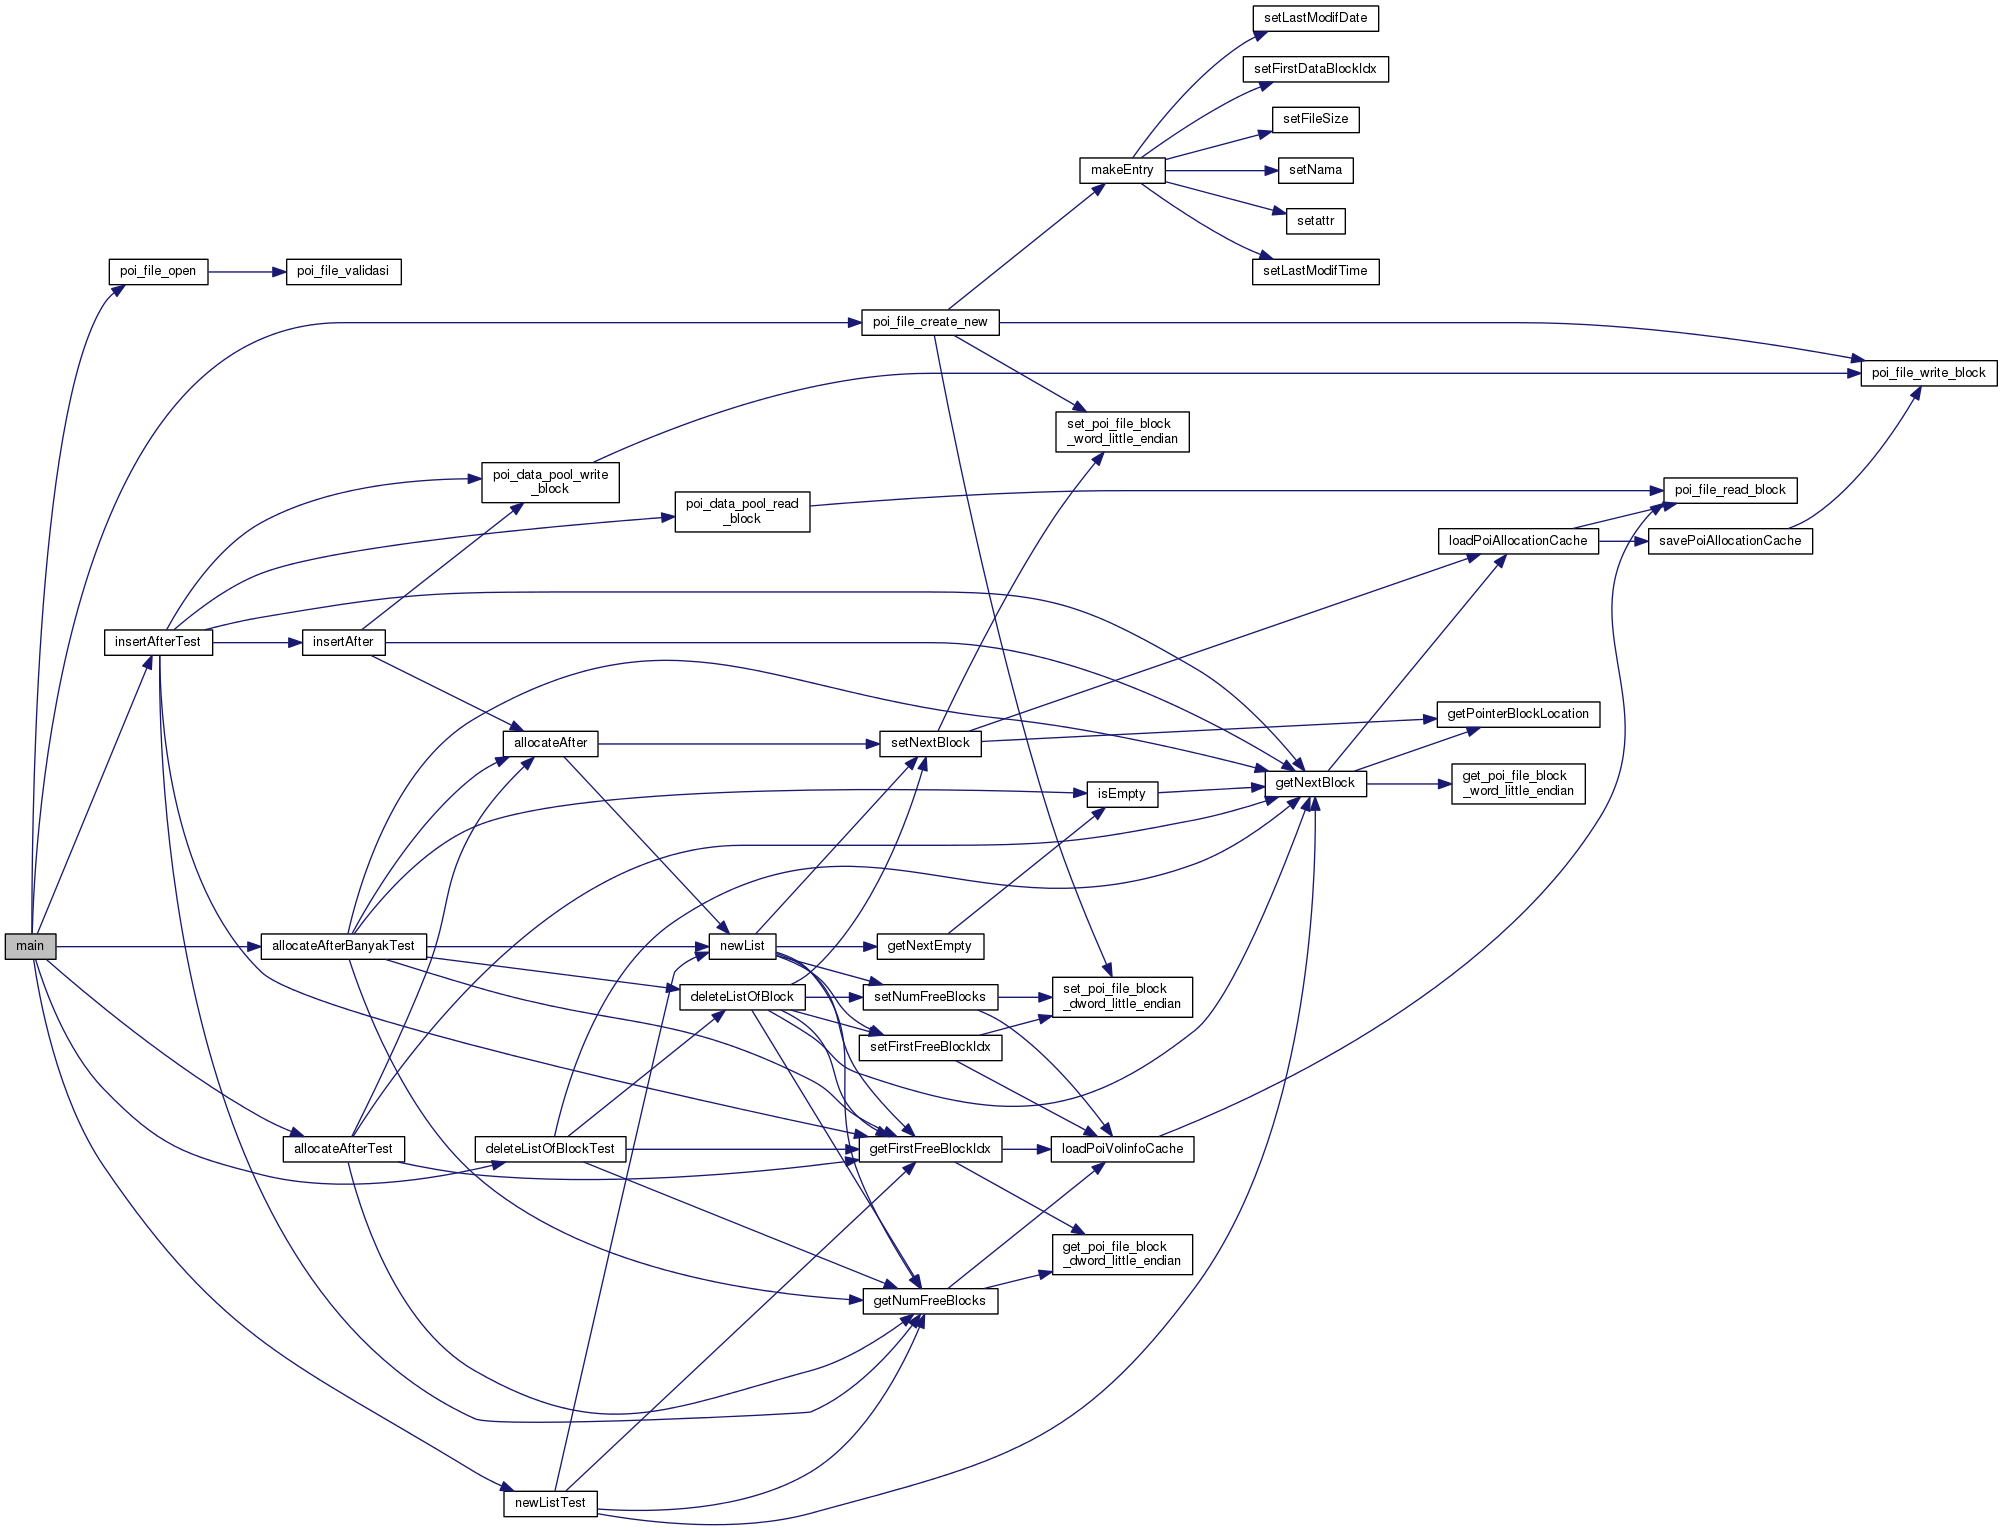 setLastModifDate
setFirstDataBlockIdx
setFileSize
makeEntry
setNama
setattr
poi_file_open
poi_file_validasi
setLastModifTime
poi_file_create_new
poi_file_write_block
set_poi_file_block
_word_little_endian
poi_data_pool_write
_block
poi_data_pool_read
_block
poi_file_read_block
loadPoiAllocationCache
savePoiAllocationCache
insertAfterTest
insertAfter
getPointerBlockLocation
allocateAfter
setNextBlock
getNextBlock
get_poi_file_block
_word_little_endian
isEmpty
main
allocateAfterBanyakTest
newList
getNextEmpty
deleteListOfBlock
setNumFreeBlocks
set_poi_file_block
_dword_little_endian
setFirstFreeBlockIdx
allocateAfterTest
deleteListOfBlockTest
getFirstFreeBlockIdx
loadPoiVolinfoCache
get_poi_file_block
_dword_little_endian
getNumFreeBlocks
newListTest